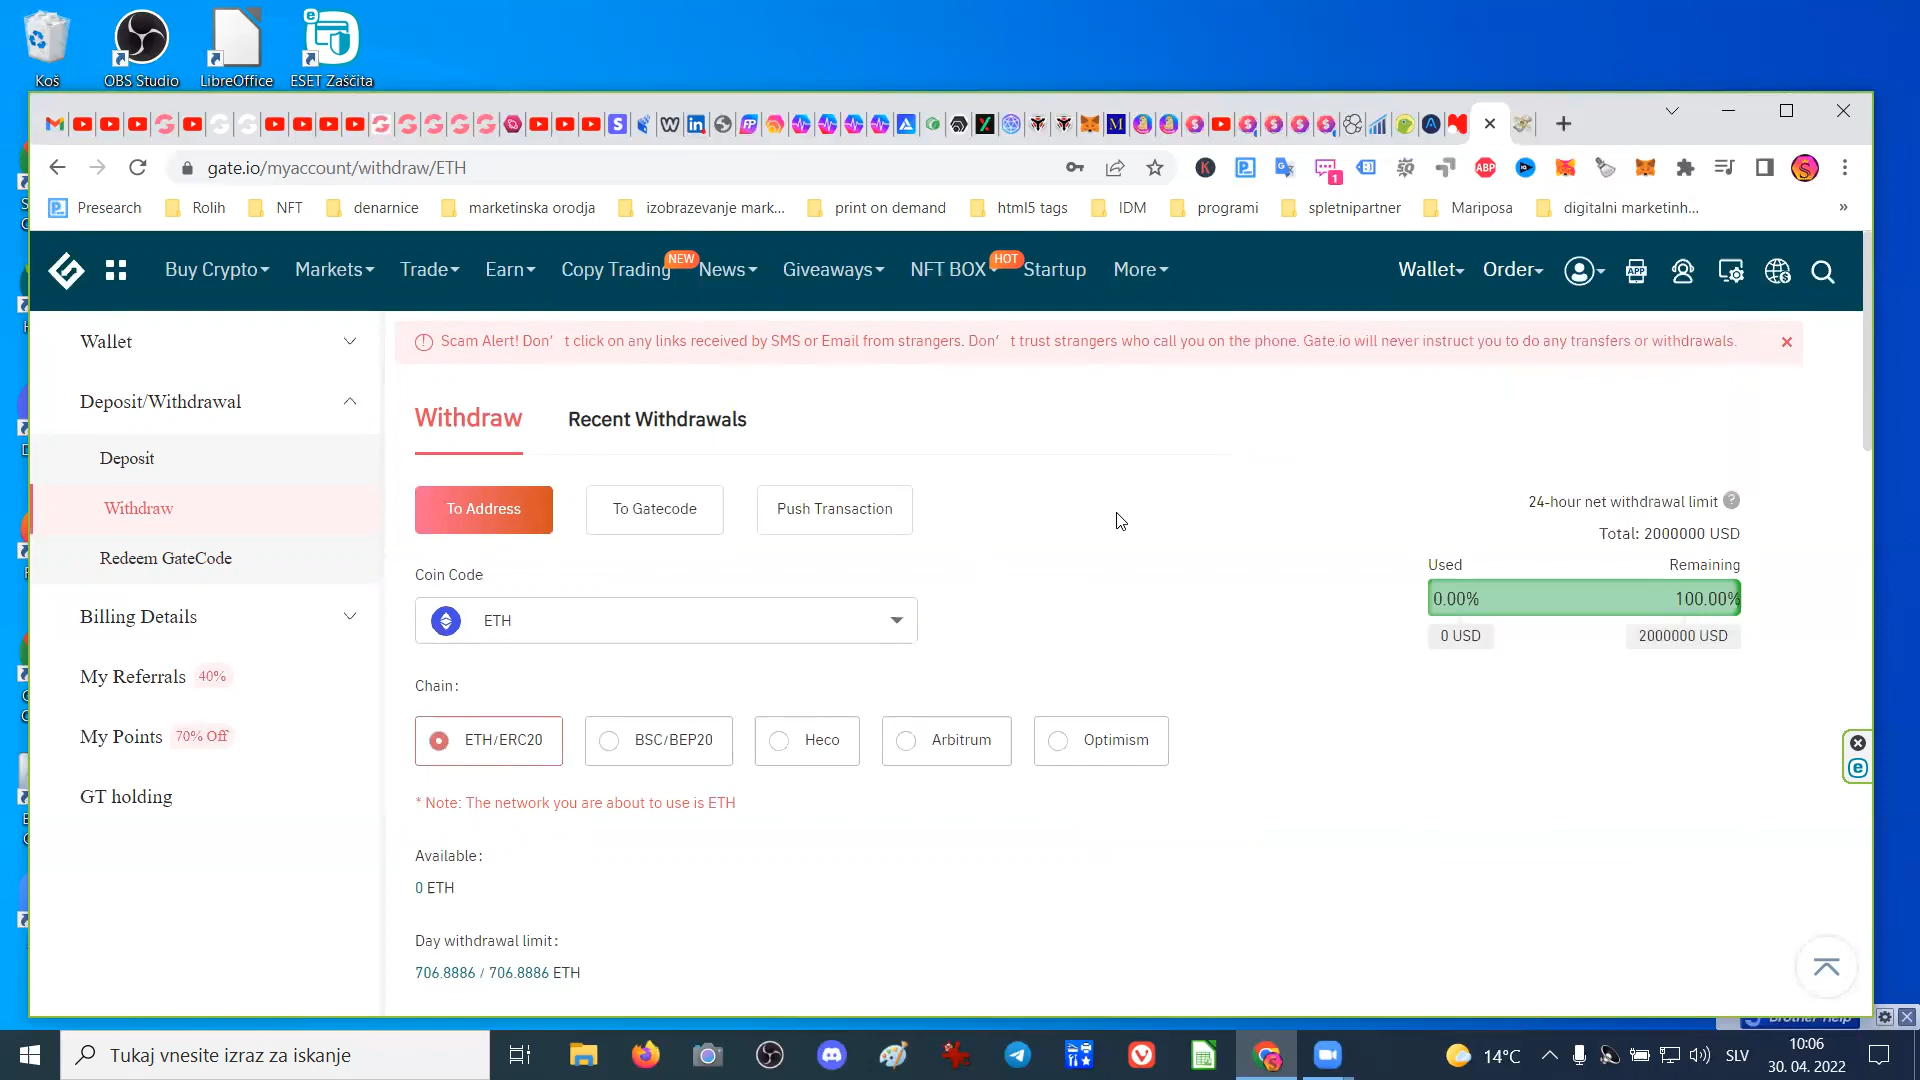 Koš
OBS Studio
LibreOffice
ESET Zaščita
gate.io/myaccount/withdraw/ETH
1
ABP
Presearch
Rolih
NFT
denarnice
marketinska orodja
izobrazevanje mark...
print on demand
html5 tags
IDM
programi
spletnipartner
Mariposa
digitalni marketinh...
»
Buy Crypto
Markets
Trade
Earn
Copy Trading
NEW
News
Giveaways
NFT BOX
HOT
Startup
More
Wallet
Order
APP
Wallet
Deposit/Withdrawal
Deposit
Withdraw
Redeem GateCode
Billing Details
My Referrals 40%
My Points 70% Off
GT holding
Scam Alert! Don' t click on any links received by SMS or Email from strangers. Don' t trust strangers who call you on the phone. Gate.io will never instruct you to do any transfers or withdrawals.
Withdraw
Recent Withdrawals
To Address
To Gatecode
Push Transaction
24-hour net withdrawal limit ?
Total: 2000000 USD
Used
Remaining
0.00%
100.00%
0 USD
2000000 USD
Coin Code
ETH
Chain:
ETH/ERC20
BSC/BEP20
Heco
Arbitrum
Optimism
* Note: The network you are about to use is ETH
Available:
0 ETH
Day withdrawal limit:
706.8886 / 706.8886 ETH
Brother Help
Tukaj vnesite izraz za iskanje
14°C
SLV
10:06
30. 04. 2022